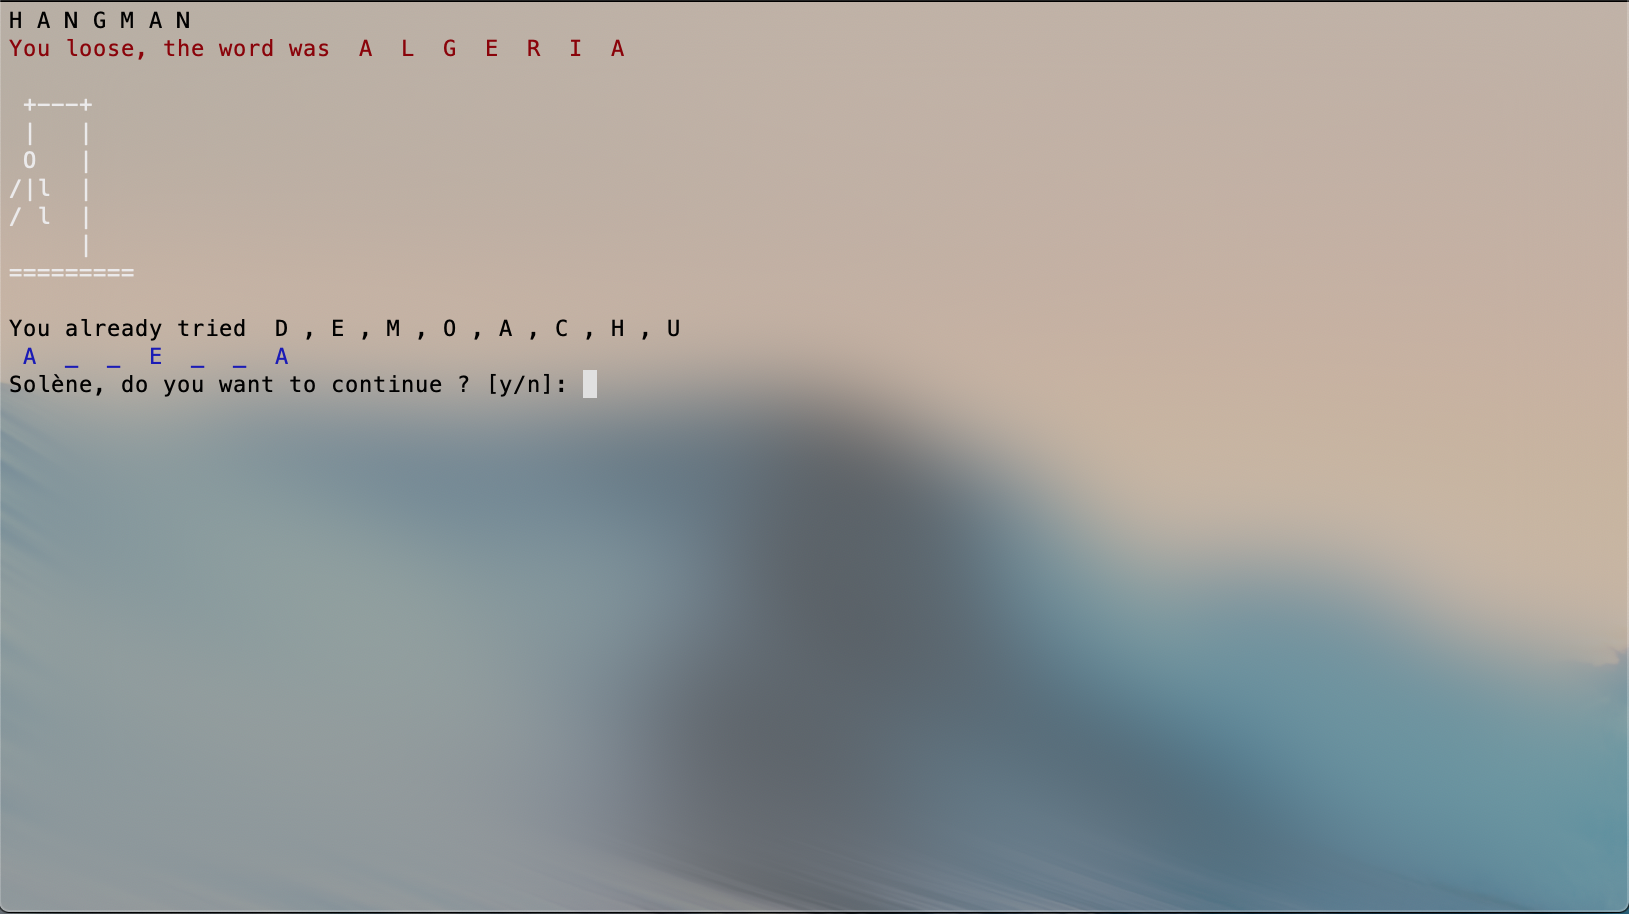 H A N G M A N
You loose, the word was  A  L  G  E  R  I  A
 +---+
 |   |
 O   |
/|l  |
/ l  |
     |
=========
You already tried  D , E , M , O , A , C , H , U
 A  _  _  E  _  _  A
Solène, do you want to continue ? [y/n]: